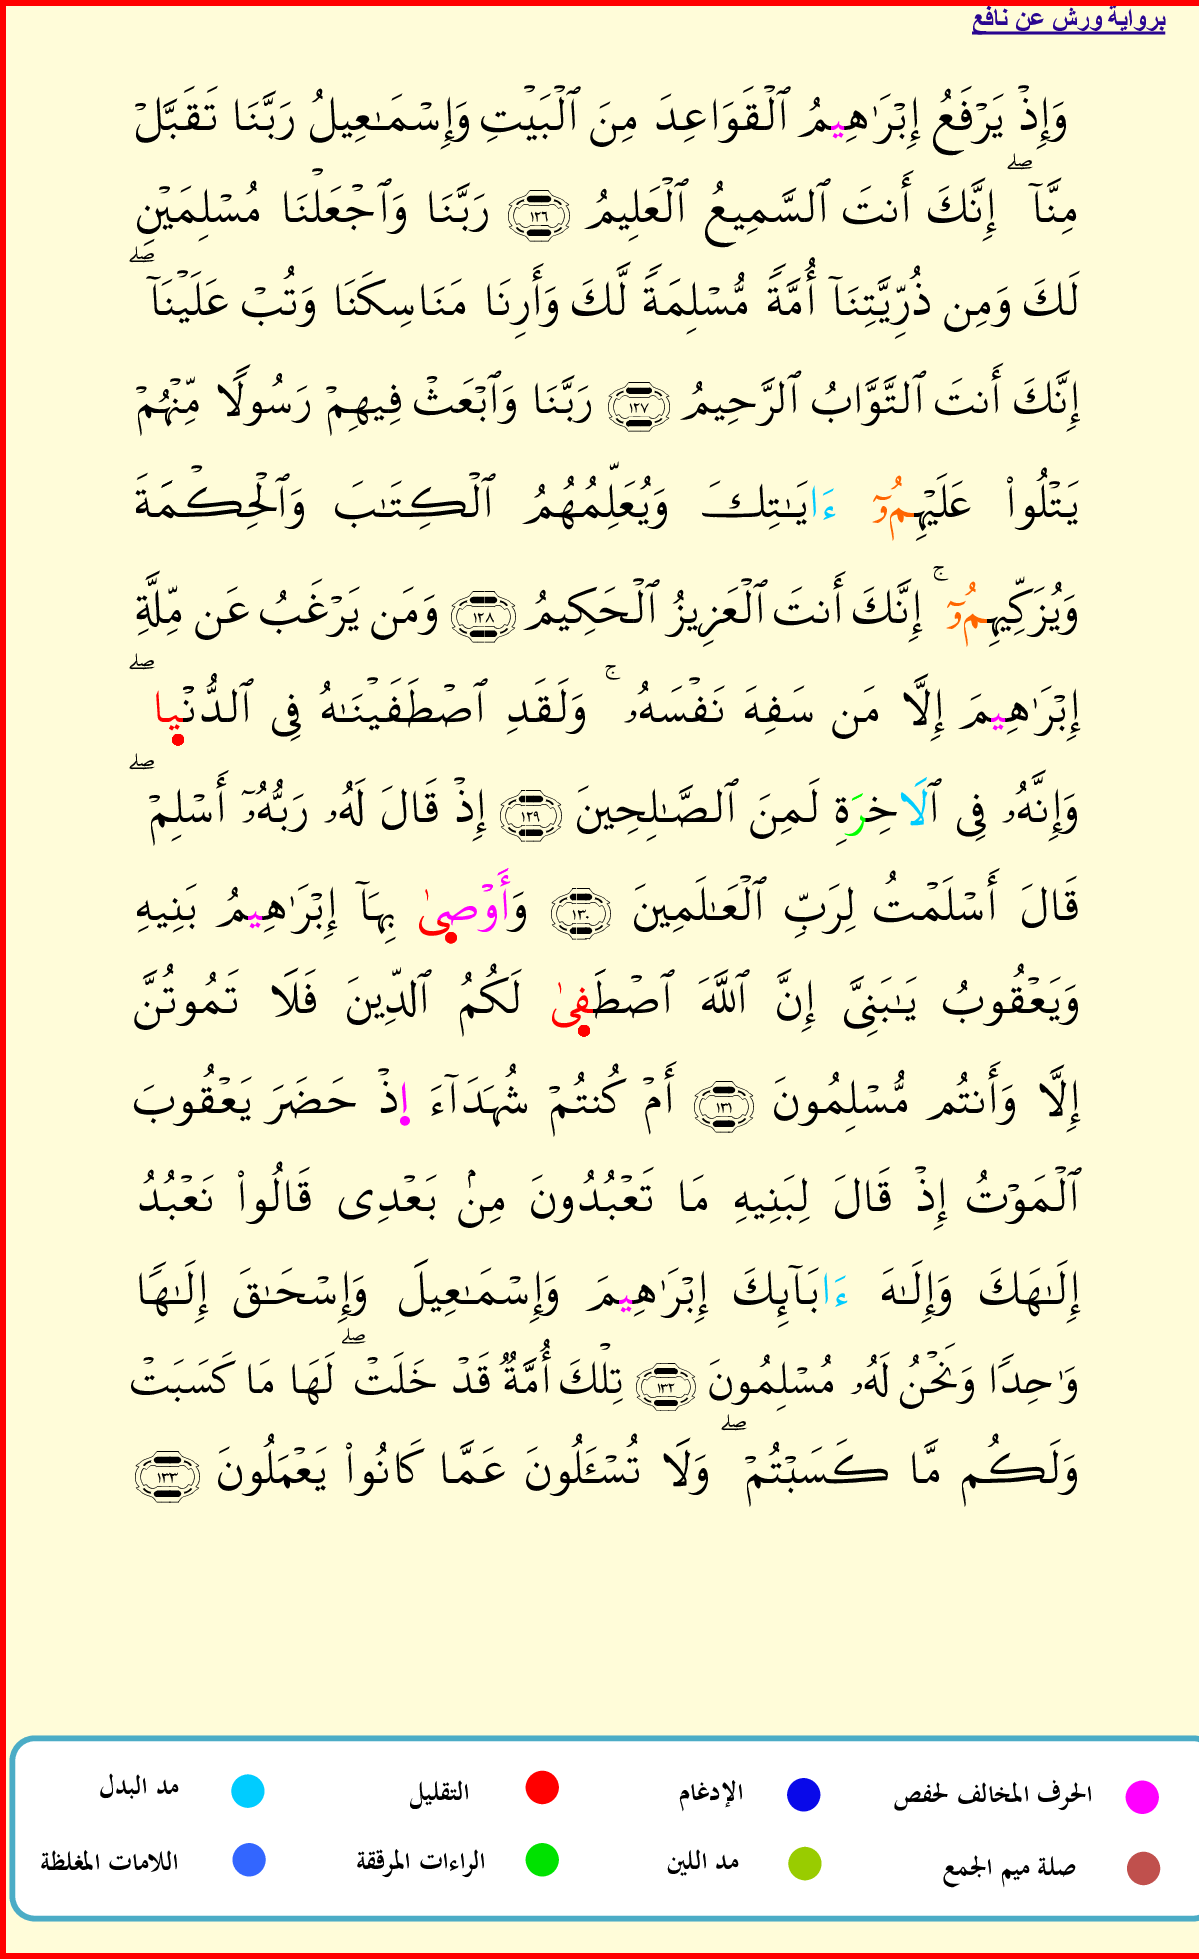 برواية ورش عن نافع
وَإِذْ يَرْفَعُ إِبْرَٰهِيمُ ٱلْقَوَاعِدَ مِنَ ٱلْبَيْتِ وَإِسْمَـٰعِيلُ رَبَّنَا تَقَبَّلْ
مِنَّآۖ إِنَّكَ أَنتَ ٱلسَّمِيعُ ٱلْعَلِيمُ ١٢٦ رَبَّنَا وَٱجْعَلْنَا مُسْلِمَيْنِ
لَكَ وَمِن ذُرِّيَّتِنَآ أُمَّةً مُّسْلِمَةً لَّكَ وَأَرِنَا مَنَاسِكَنَا وَتُبْ عَلَيْنَآۖ
إِنَّكَ أَنتَ ٱلتَّوَّابُ ٱلرَّحِيمُ ١٢٧ رَبَّنَا وَٱبْعَثْ فِيهِمْ رَسُولًا مِّنْهُمْ
يَتْلُوا۟ عَلَيْهِمُۥٓ ءَايَـٰتِكَ وَيُعَلِّمُهُمُ ٱلْكِتَـٰبَ وَٱلْحِكْمَةَ
وَيُزَكِّيهِمُۥٓۚ إِنَّكَ أَنتَ ٱلْعَزِيزُ ٱلْحَكِيمُ ١٢٨ وَمَن يَرْغَبُ عَن مِّلَّةِ
إِبْرَٰهِيمَ إِلَّا مَن سَفِهَ نَفْسَهُۥۚ وَلَقَدِ ٱصْطَفَيْنَـٰهُ فِى ٱلدُّنْيا ۖ
وَإِنَّهُۥ فِى ٱلَاخِرَةِ لَمِنَ ٱلصَّـٰلِحِينَ ١٢٩ إِذْ قَالَ لَهُۥ رَبُّهُۥٓ أَسْلِمْۖ
قَالَ أَسْلَمْتُ لِرَبِّ ٱلْعَـٰلَمِينَ ١٣٠ وَأَوْصىٰ بِهَآ إِبْرَٰهِيمُ بَنِيهِ
وَيَعْقُوبُ يَـٰبَنِىَّ إِنَّ ٱللَّهَ ٱصْطَفىٰ لَكُمُ ٱلدِّينَ فَلَا تَمُوتُنَّ
إِلَّا وَأَنتُم مُّسْلِمُونَ ١٣١ أَمْ كُنتُمْ شُهَدَآءَ اِذْ حَضَرَ يَعْقُوبَ
ٱلْمَوْتُ إِذْ قَالَ لِبَنِيهِ مَا تَعْبُدُونَ مِنۢ بَعْدِى قَالُوا۟ نَعْبُدُ
إِلَـٰهَكَ وَإِلَـٰهَ ءَابَآئِكَ إِبْرَٰهِيمَ وَإِسْمَـٰعِيلَ وَإِسْحَـٰقَ إِلَـٰهًا
وَٰحِدًا وَنَحْنُ لَهُۥ مُسْلِمُونَ ١٣٢ تِلْكَ أُمَّةٌ قَدْ خَلَتْۖ لَهَا مَا كَسَبَتْ
وَلَكُم مَّا كَسَبْتُمْۖ وَلَا تُسْـَٔلُونَ عَمَّا كَانُوا۟ يَعْمَلُونَ ١٣٣
الحرف المخالف لحفص الإدغام التقليل مد البدل
صلة ميم الجمع مد اللين الراءات المرققة اللامات المغلظة